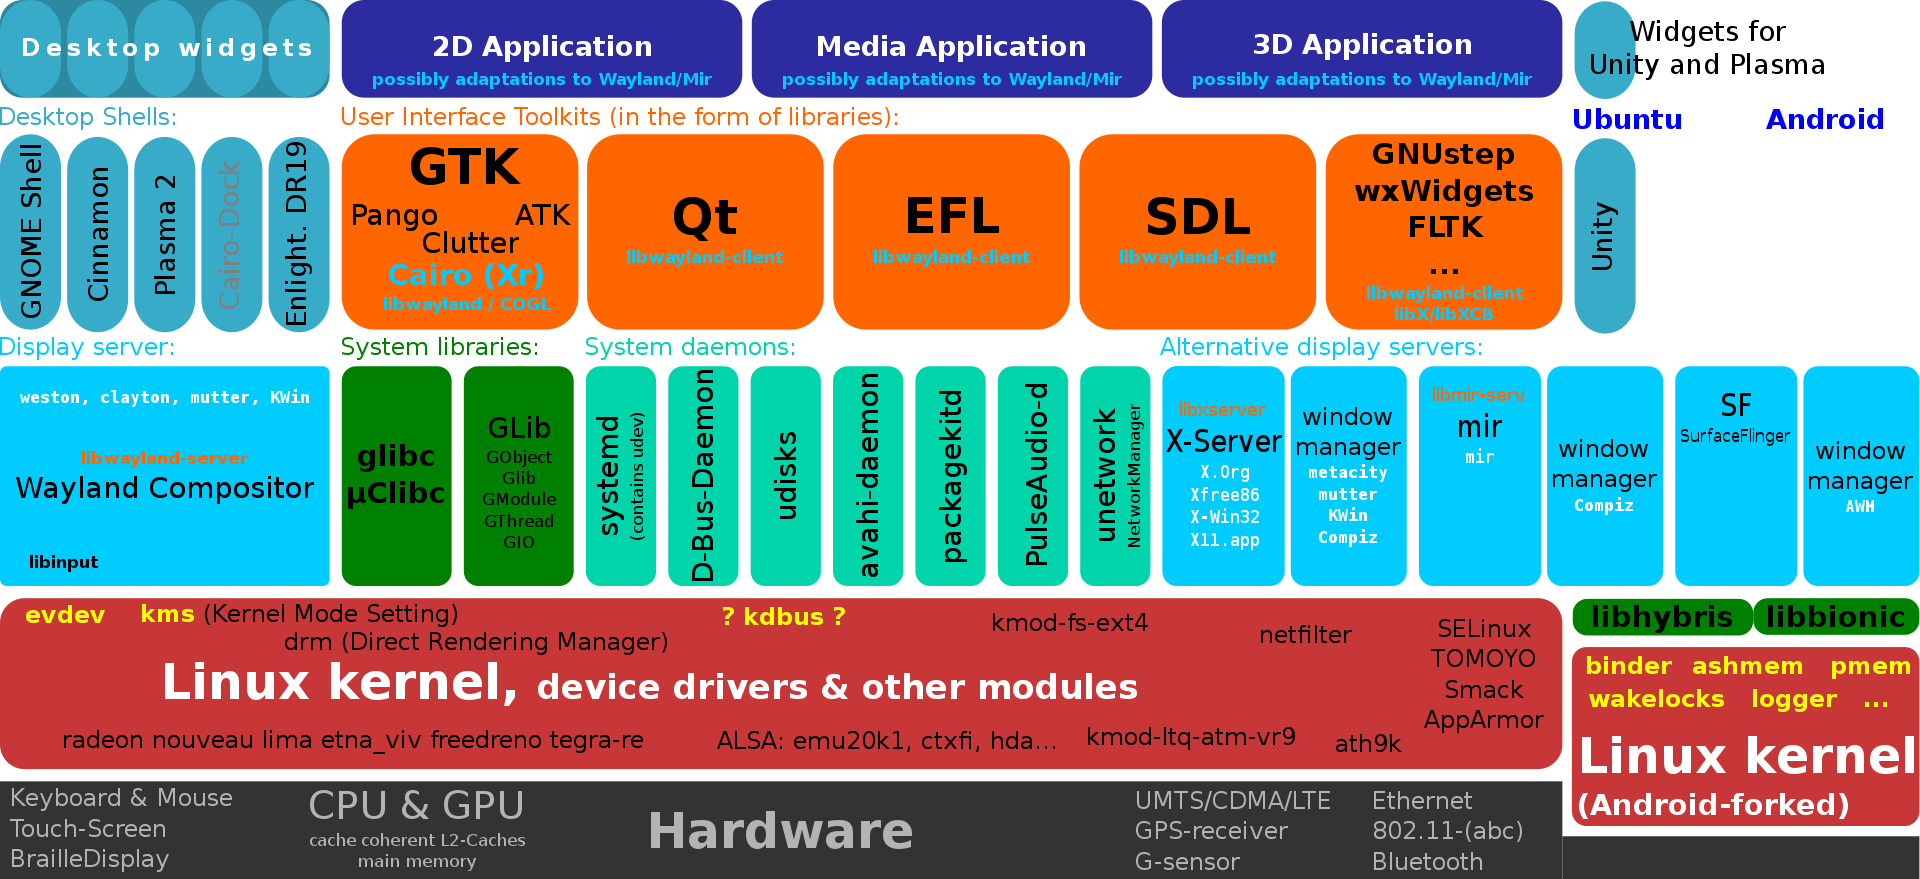 Desktop widgets
2D Application
possibly adaptations to Wayland/Mir
Media Application
possibly adaptations to Wayland/Mir
3D Application
possibly adaptations to Wayland/Mir
Widgets for
Unity and Plasma
Desktop Shells:
User Interface Toolkits (in the form of libraries):
Ubuntu
Android
GNOME Shell
Cinnamon
Plasma 2
Cairo-Dock
Enlight. DR19
GTK
Pango
ATK
Clutter
Cairo (Xr)
libwayland / COGL
Qt
libwayland-client
EFL
libwayland-client
SDL
libwayland-client
GNUstep
wxWidgets
FLTK
...
libwayland-client
libX/libXCB
Unity
Display server:
System libraries:
System daemons:
Alternative display servers:
weston, clayton, mutter, KWin
libwayland-server
Wayland Compositor
libinput
glibc
µClibc
GLib
GObject
Glib
GModule
GThread
GIO
systemd
(contains udev)
D-Bus-Daemon
udisks
avahi-daemon
packagekitd
PulseAudio-d
unetwork
NetworkManager
libxserver
X-Server
X.Org
Xfree86
X-Win32
X11.app
window
manager
metacity
mutter
KWin
Compiz
libmir-serv
mir
mir
window
manager
Compiz
SF
SurfaceFlinger
window
manager
AWM
evdev
kms (Kernel Mode Setting)
drm (Direct Rendering Manager)
? kdbus ?
kmod-fs-ext4
netfilter
SELinux
TOMOYO
Smack
AppArmor
Linux kernel, device drivers & other modules
radeon nouveau lima etna_viv freedreno tegra-re
ALSA: emu20k1, ctxfi, hda...
kmod-ltq-atm-vr9
ath9k
libhybris
libbionic
binder ashmem pmem
wakelocks logger ...
Linux kernel
(Android-forked)
Keyboard & Mouse
Touch-Screen
BrailleDisplay
CPU & GPU
cache coherent L2-Caches
main memory
Hardware
UMTS/CDMA/LTE
GPS-receiver
G-sensor
Ethernet
802.11-(abc)
Bluetooth